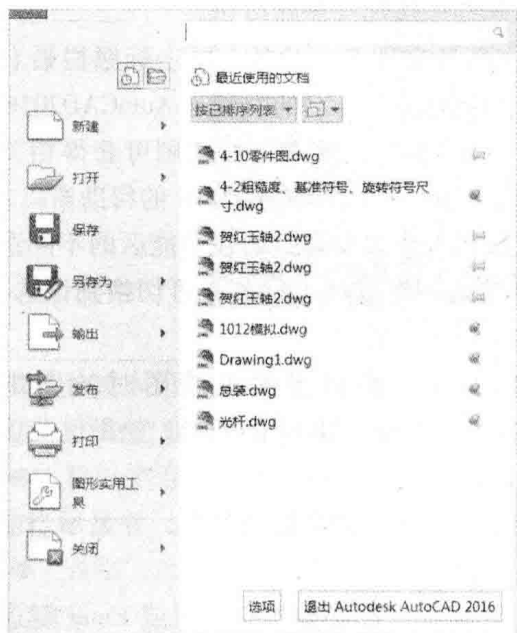 最近使用的文档
按已排序列表
新建
打开
保存
另存为
输出
发布
打印
图形实用工
具
关闭
4-10零件图.dwg
4-2粗糙度、基准符号、旋转符号尺
寸.dwg
贺红玉轴2.dwg
贺红玉轴2.dwg
贺红玉轴2.dwg
1012模拟.dwg
Drawing1.dwg
总装.dwg
光杆.dwg
选项
退出 Autodesk AutoCAD 2016